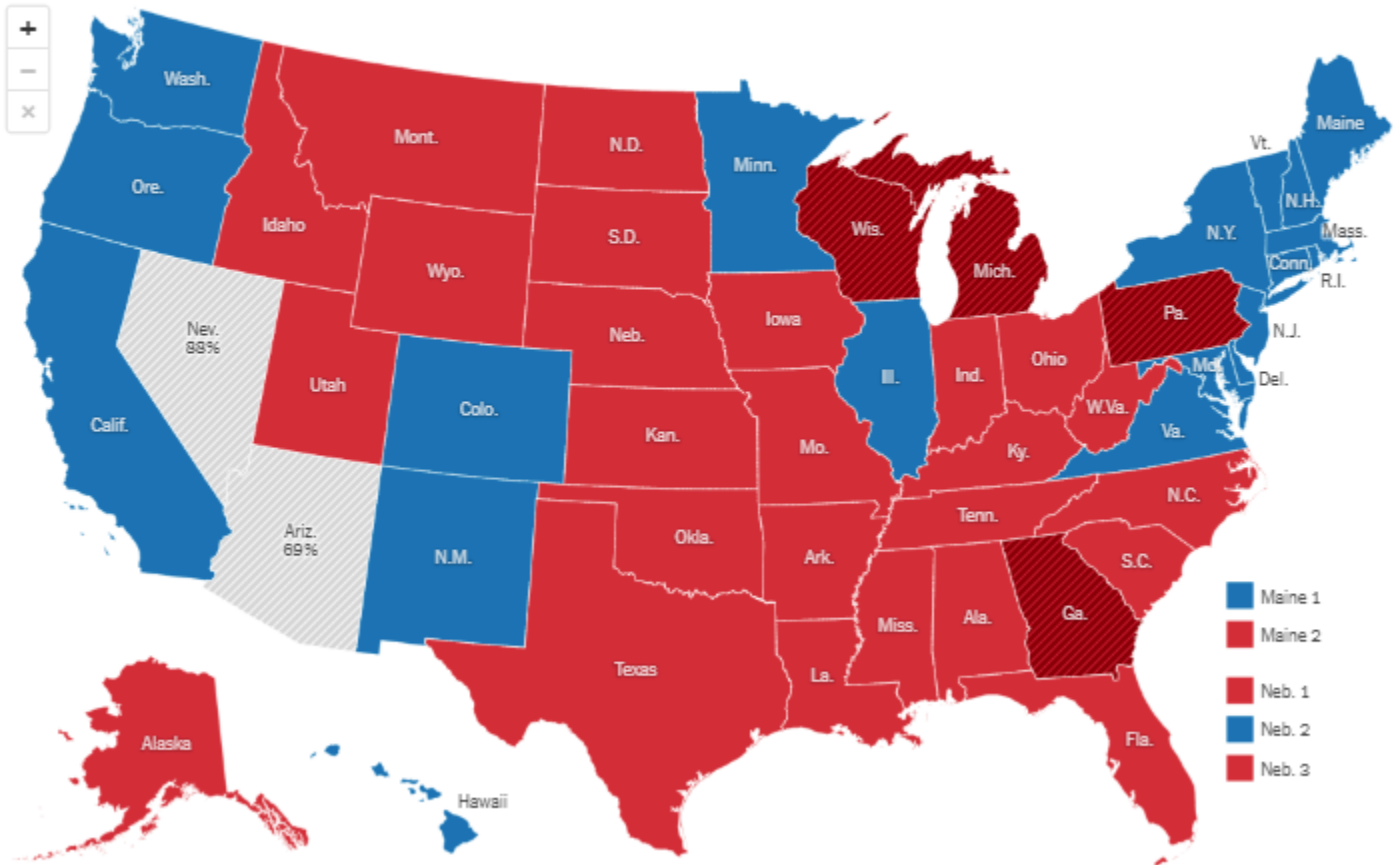 +
−
×
Wash.
Ore.
Calif.
Nev.
88%
Idaho
Mont.
Wyo.
Utah
Ariz.
69%
Colo.
N.M.
N.D.
S.D.
Neb.
Kan.
Okla.
Texas
Minn.
Iowa
Mo.
Ark.
La.
Wis.
Ill.
Mich.
Ind.
Ohio
Ky.
Tenn.
Miss.
Ala.
Ga.
Fla.
S.C.
N.C.
Va.
W.Va.
Pa.
Md.
Del.
N.J.
N.Y.
Conn.
R.I.
Mass.
Vt.
N.H.
Maine
Alaska
Hawaii
Maine 1
Maine 2
Neb. 1
Neb. 2
Neb. 3